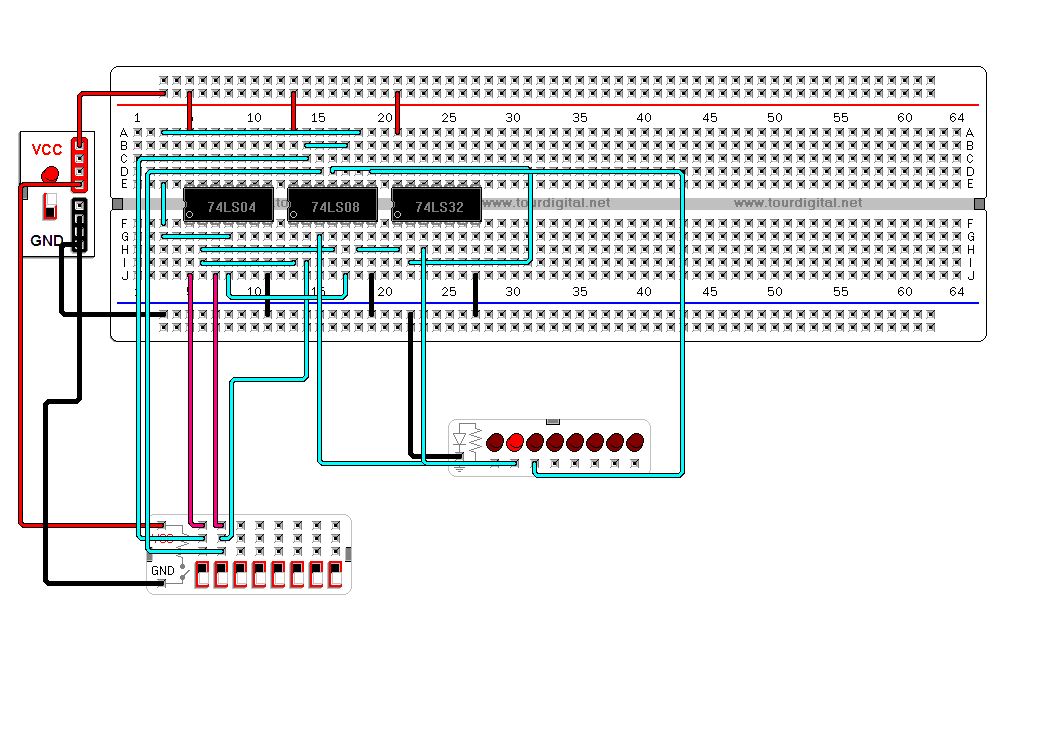 1 5 10 15 20 25 30 35 40 45 50 55 60 64
A A
B B
C C
D D
E E
VCC
74LS04 74LS08 74LS32
www.tourdigital.net www.tourdigital.net
GND
F F
G G
H H
I I
J J
1 5 10 15 20 25 30 35 40 45 50 55 60 64
VCC
GND